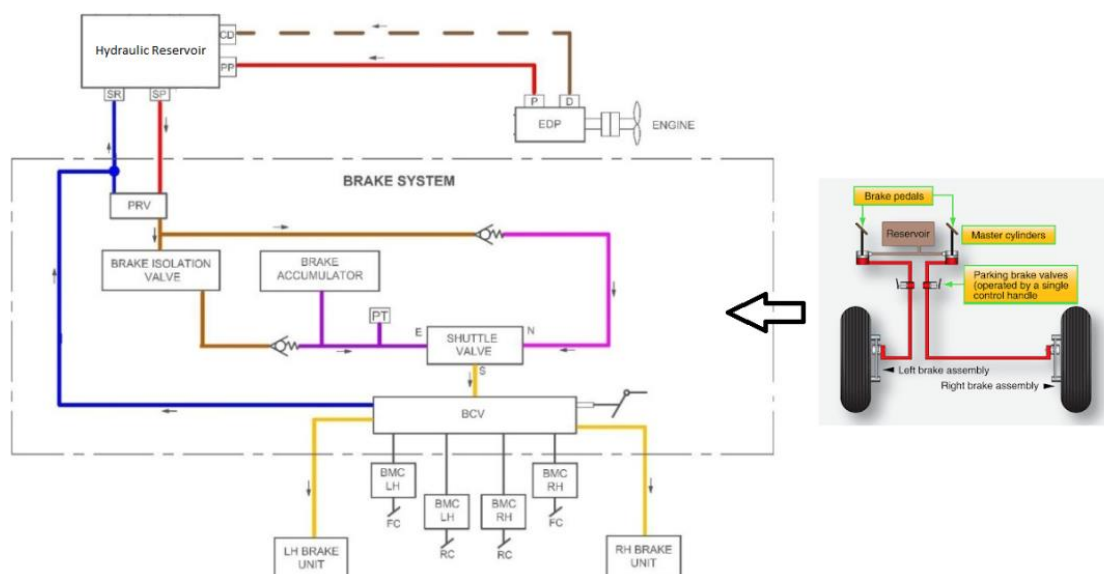 Hydraulic Reservoir
CD
PP
SR
SP
P
D
EDP
ENGINE
BRAKE SYSTEM
PRV
BRAKE ISOLATION
VALVE
BRAKE
ACCUMULATOR
PT
E
SHUTTLE
VALVE
N
S
BCV
BMC
LH
FC
BMC
LH
RC
BMC
RH
RC
BMC
RH
FC
LH BRAKE
UNIT
RH BRAKE
UNIT
Brake pedals
Reservoir
Master cylinders
Parking brake valves
(operated by a single
control handle
Left brake assembly
Right brake assembly